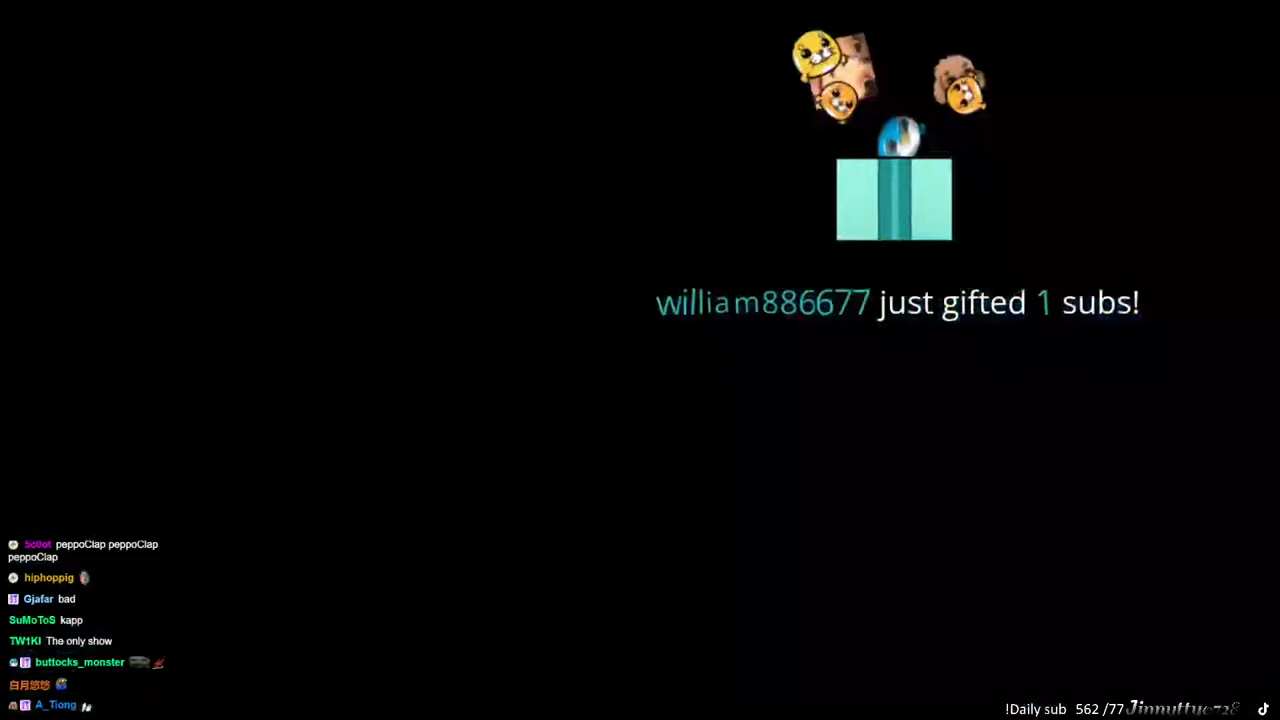 william886677 just gifted 1 subs!
5c0ot peppoClap peppoClap
peppoClap
hiphoppig
Gjafar bad
SuMoToS kapp
TW1KI The only show
buttocks_monster
白月悠悠
A_Tiong
!Daily sub 562 /77